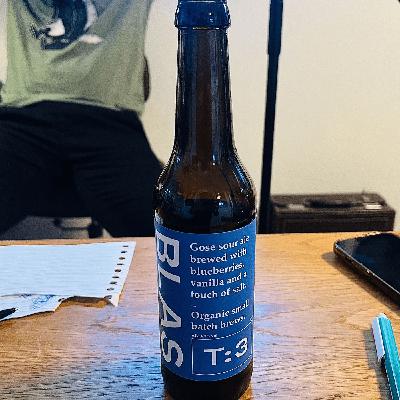 BLAS
Gose sour ale
brewed with
blueberries,
vanilla and a
touch of salt.
Organic small
batch brews.
T:3